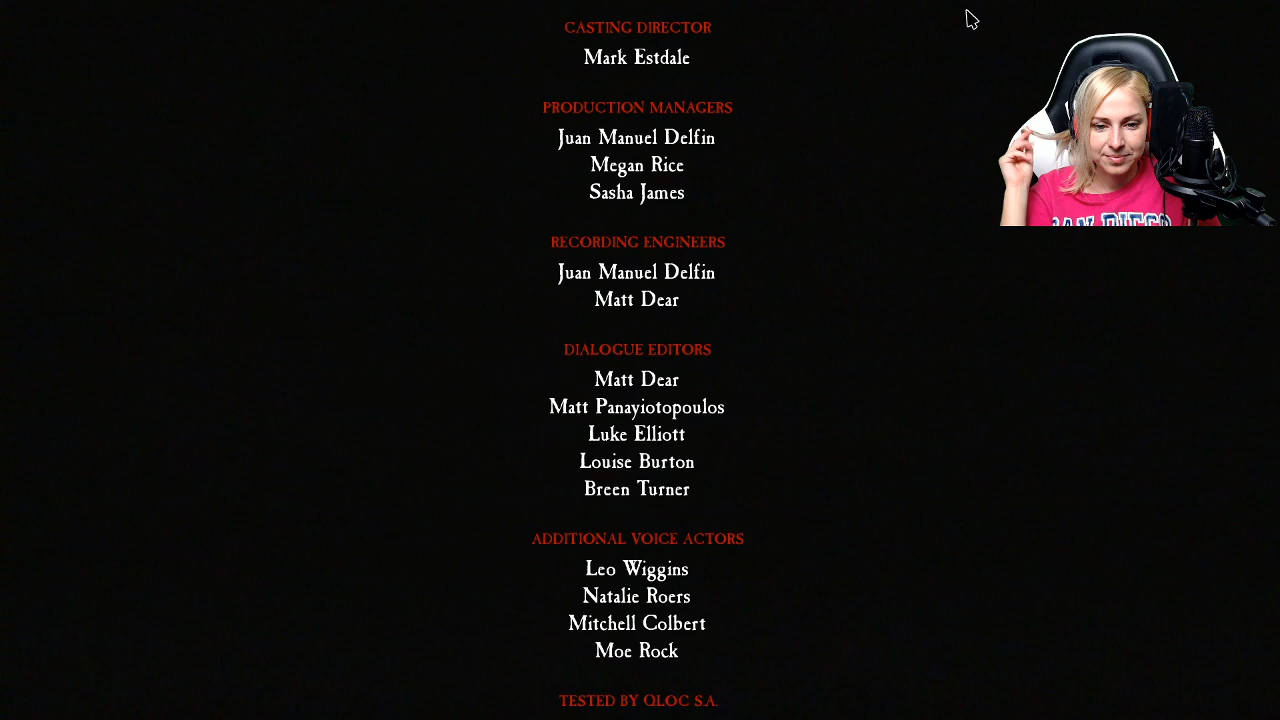 CASTING DIRECTOR
Mark Estdale
PRODUCTION MANAGERS
Juan Manuel Delfin
Megan Rice
Sasha James
RECORDING ENGINEERS
Juan Manuel Delfin
Matt Dear
DIALOGUE EDITORS
Matt Dear
Matt Panayiotopoulos
Luke Elliott
Louise Burton
Breen Turner
ADDITIONAL VOICE ACTORS
Leo Wiggins
Natalie Roers
Mitchell Colbert
Moe Rock
TESTED BY QLOC S.A.
SAN DIEGO